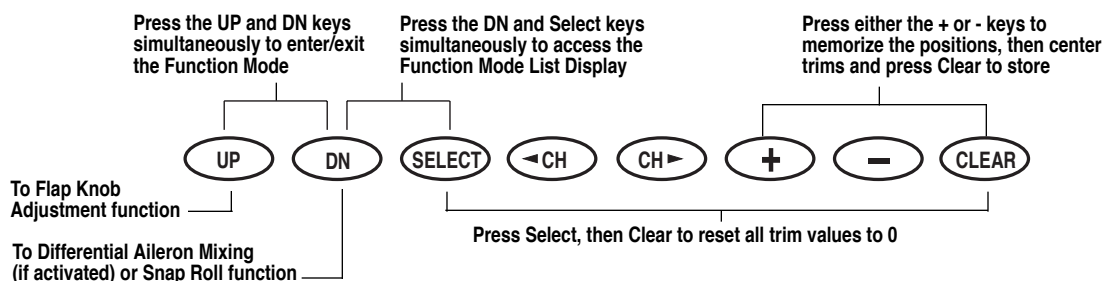 Press the UP and DN keys
simultaneously to enter/exit
the Function Mode
Press the DN and Select keys
simultaneously to access the
Function Mode List Display
Press either the + or - keys to
memorize the positions, then center
trims and press Clear to store
UP
DN
SELECT
◄CH
CH►
+
−
CLEAR
To Flap Knob
Adjustment function
Press Select, then Clear to reset all trim values to 0
To Differential Aileron Mixing
(if activated) or Snap Roll function